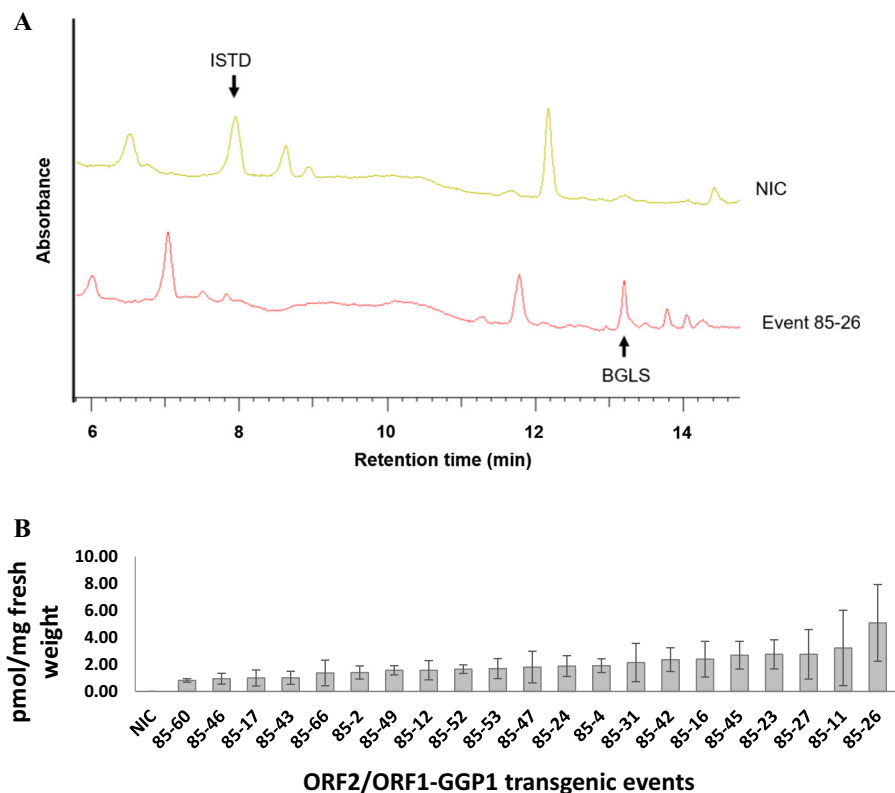 A
ISTD
NIC
Absorbance
Event 85-26
BGLS
6 8 10 12 14
Retention time (min)
B
pmol/mg fresh
weight
10.00
8.00
6.00
4.00
2.00
0.00
NIC 85-60 85-46 85-17 85-43 85-66 85-2 85-49 85-12 85-52 85-53 85-47 85-24 85-4 85-31 85-42 85-16 85-45 85-23 85-27 85-11 85-26
ORF2/ORF1-GGP1 transgenic events